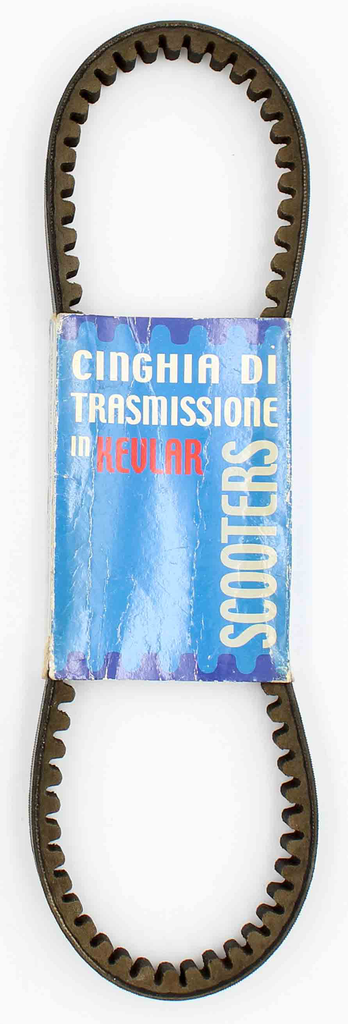 CINGHIA DI
TRASMISSIONE
in KEVLAR
SCOOTERS